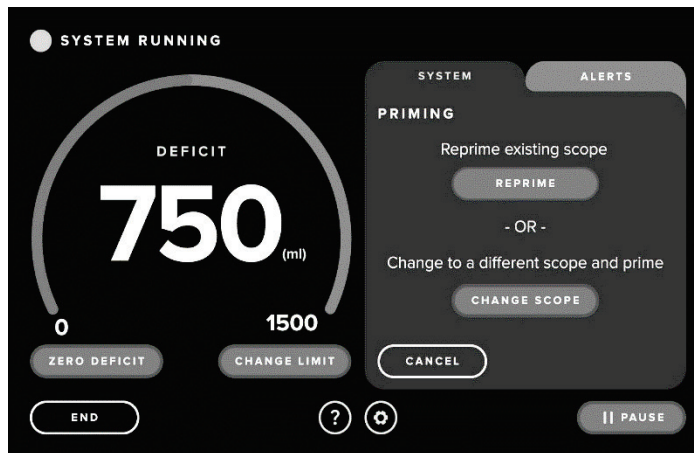 SYSTEM RUNNING
DEFICIT
750 (ml)
0
1500
ZERO DEFICIT
CHANGE LIMIT
END
?
SYSTEM
ALERTS
PRIMING
Reprime existing scope
REPRIME
- OR -
Change to a different scope and prime
CHANGE SCOPE
CANCEL
PAUSE